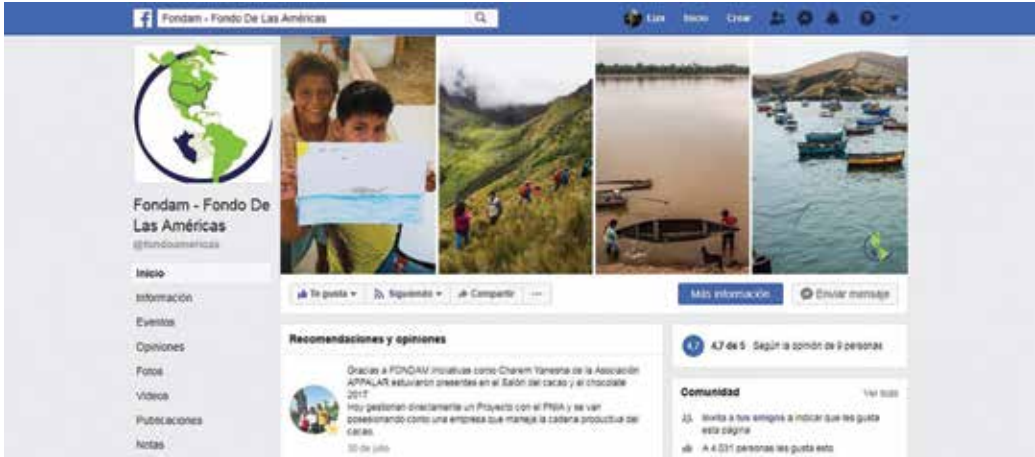 Fondam - Fondo De Las Américas
Lux Inicio Crear
Fondam - Fondo De
Las Américas
@fondoamericas
Inicio
Información
Eventos
Opiniones
Fotos
Videos
Publicaciones
Notas
Te gusta Siguiendo Compartir ...
Más información Enviar mensaje
Recomendaciones y opiniones
Gracias a FONDAM iniciativas como Charem Yanesha de la Asociación
APPALAR estuvieron presentes en el Salón del cacao y el chocolate
2017
Hoy gestionan directamente un Proyecto con el PNIA y se van
posesionando como una empresa que maneja la cadena productiva del
cacao.
30 de julio
4,7 4,7 de 5 Según la opinión de 9 personas
Comunidad Ver todo
Invita a tus amigos a indicar que les gusta
esta página
A 4.031 personas les gusta esto